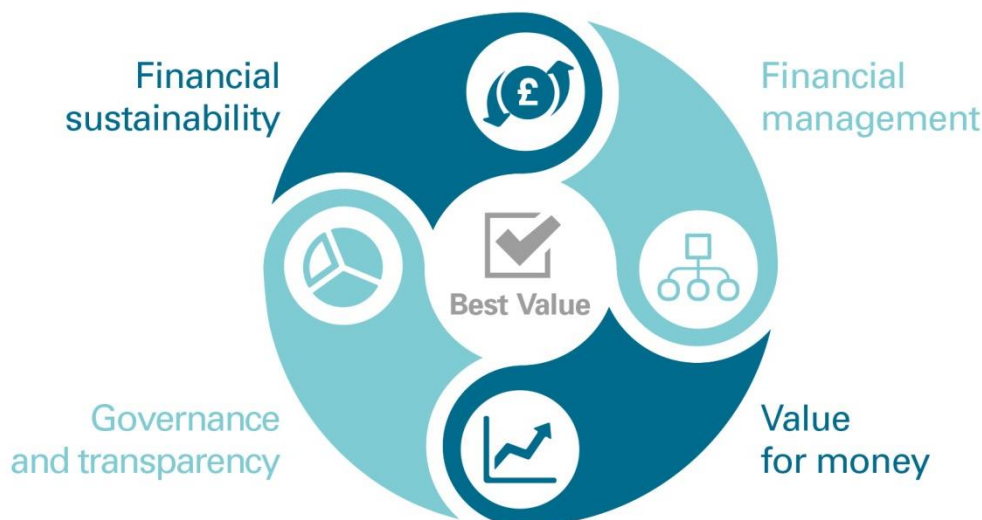 Financial
sustainability
£
Financial
management
Best Value
Governance
and transparency
Value
for money